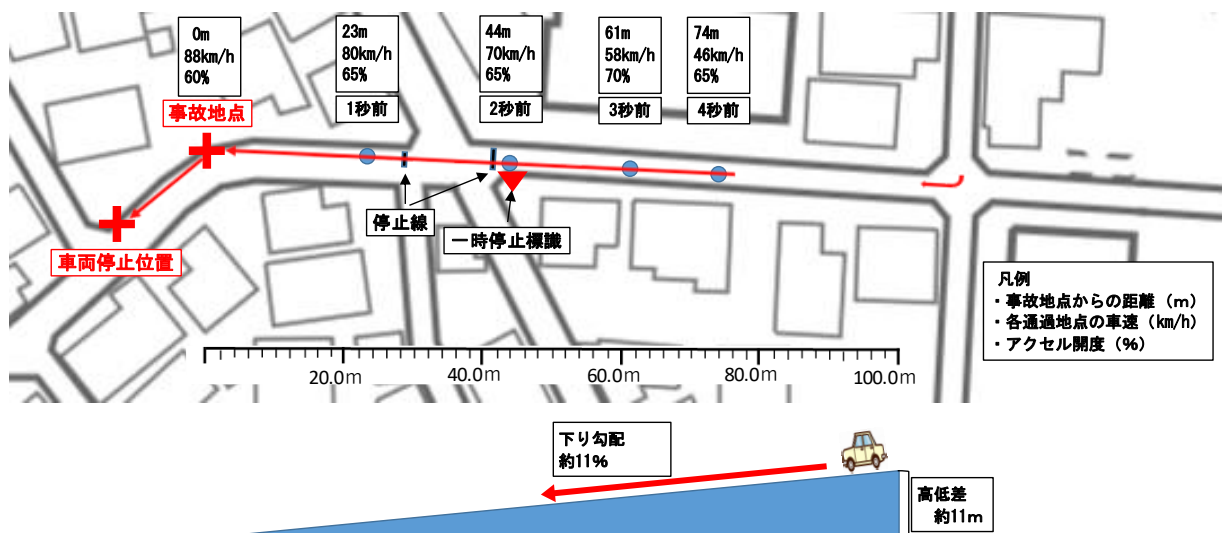 0m
88km/h
60%
事故地点
23m
80km/h
65%
1秒前
44m
70km/h
65%
2秒前
61m
58km/h
70%
3秒前
74m
46km/h
65%
4秒前
停止線
一時停止標識
車両停止位置
凡例
・事故地点からの距離（m）
・各通過地点の車速（km/h）
・アクセル開度（%）
20.0m
40.0m
60.0m
80.0m
100.0m
下り勾配
約11%
高低差
約11m